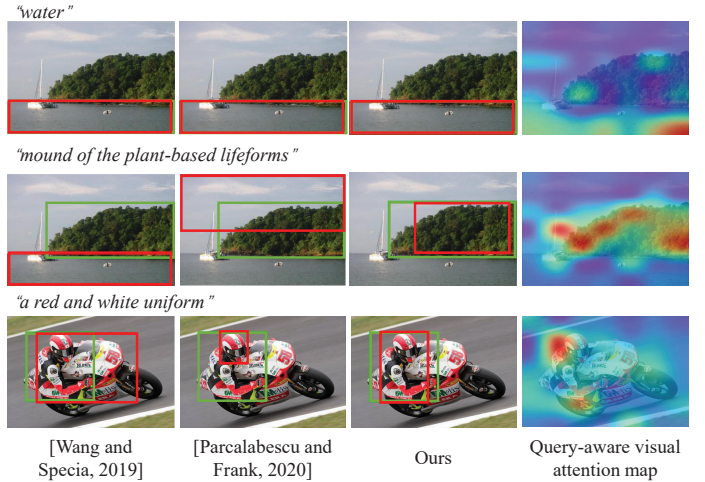 “water”
“mound of the plant-based lifeforms”
“a red and white uniform”
[Wang and
Specia, 2019]
[Parcalabescu and
Frank, 2020]
Ours
Query-aware visual
attention map